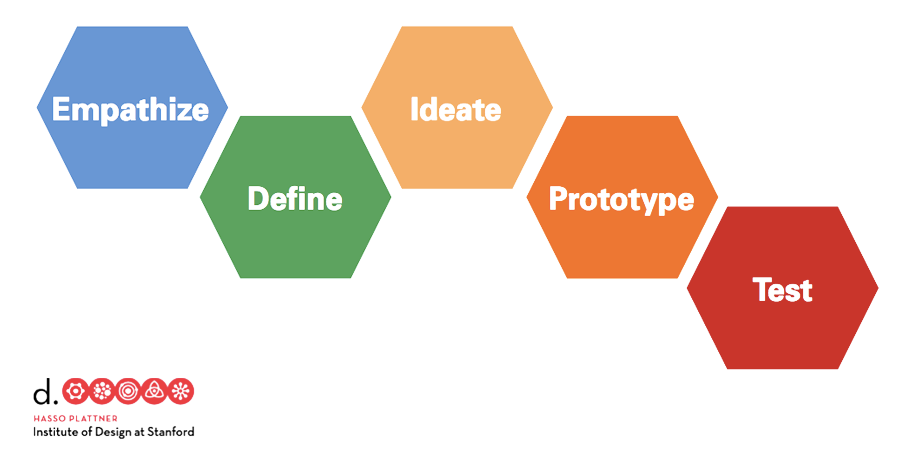 Empathize
Define
Ideate
Prototype
Test
d.
HASSO PLATTNER
Institute of Design at Stanford